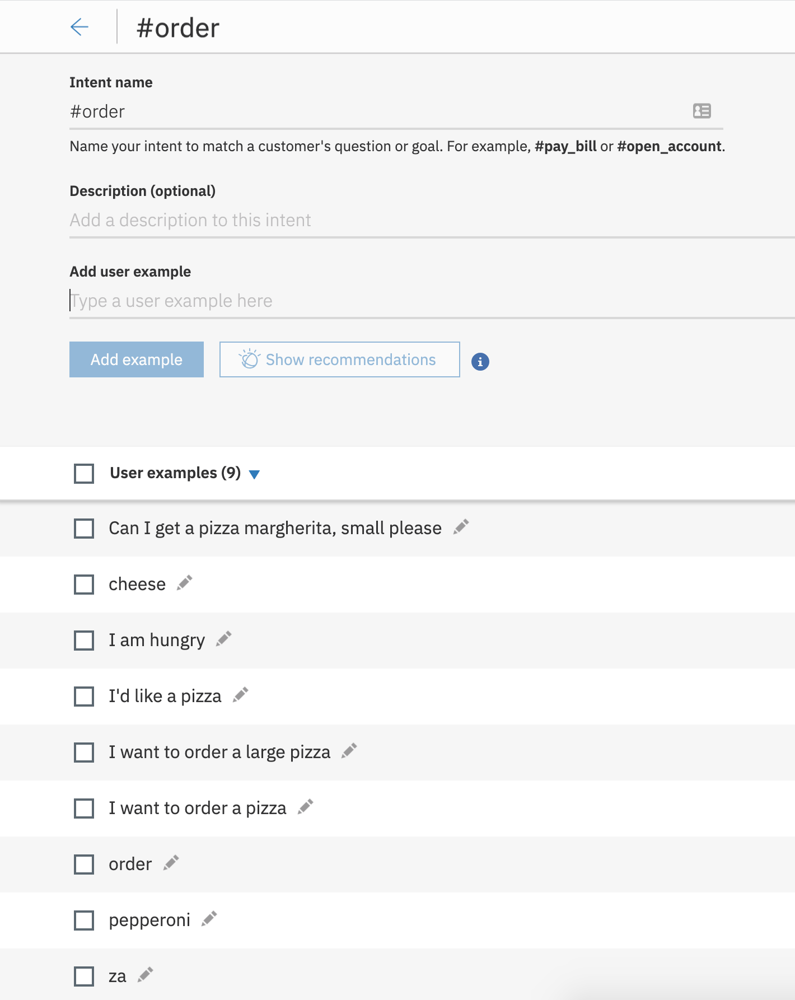 #order
Intent name
#order
Name your intent to match a customer's question or goal. For example, #pay_bill or #open_account.
Description (optional)
Add a description to this intent
Add user example
Type a user example here
Add example
Show recommendations
User examples (9)
Can I get a pizza margherita, small please
cheese
I am hungry
I'd like a pizza
I want to order a large pizza
I want to order a pizza
order
pepperoni
za